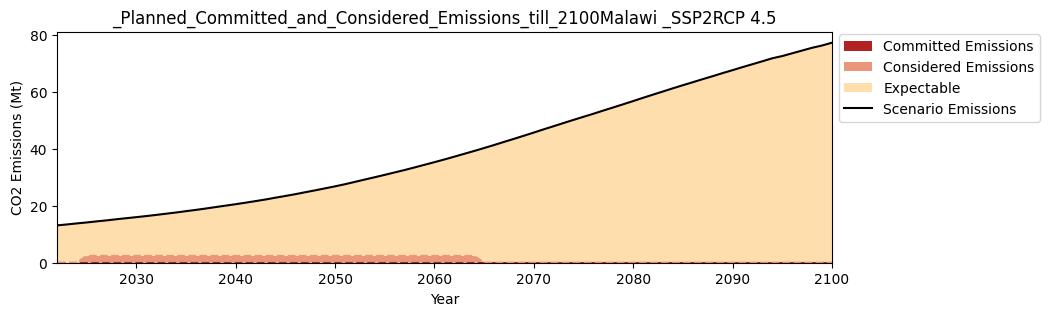 _Planned_Committed_and_Considered_Emissions_till_2100Malawi _SSP2RCP 4.5
80
60
40
20
0
CO2 Emissions (Mt)
2030 2040 2050 2060 2070 2080 2090 2100
Year
Committed Emissions
Considered Emissions
Expectable
Scenario Emissions